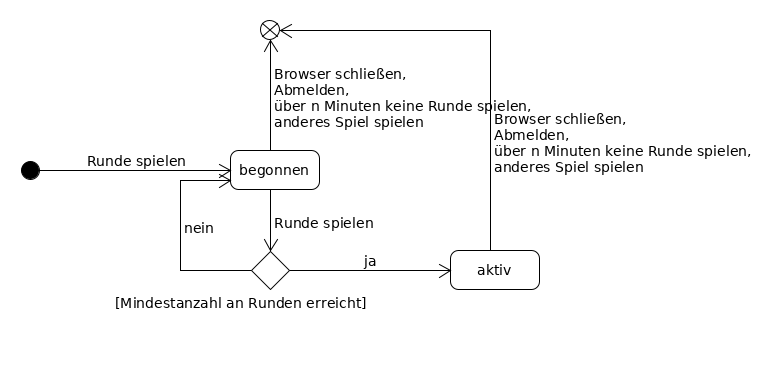 Browser schließen,
Abmelden,
über n Minuten keine Runde spielen,
anderes Spiel spielen
Browser schließen,
Abmelden,
über n Minuten keine Runde spielen,
anderes Spiel spielen
Runde spielen
begonnen
Runde spielen
nein
ja
aktiv
[Mindestanzahl an Runden erreicht]